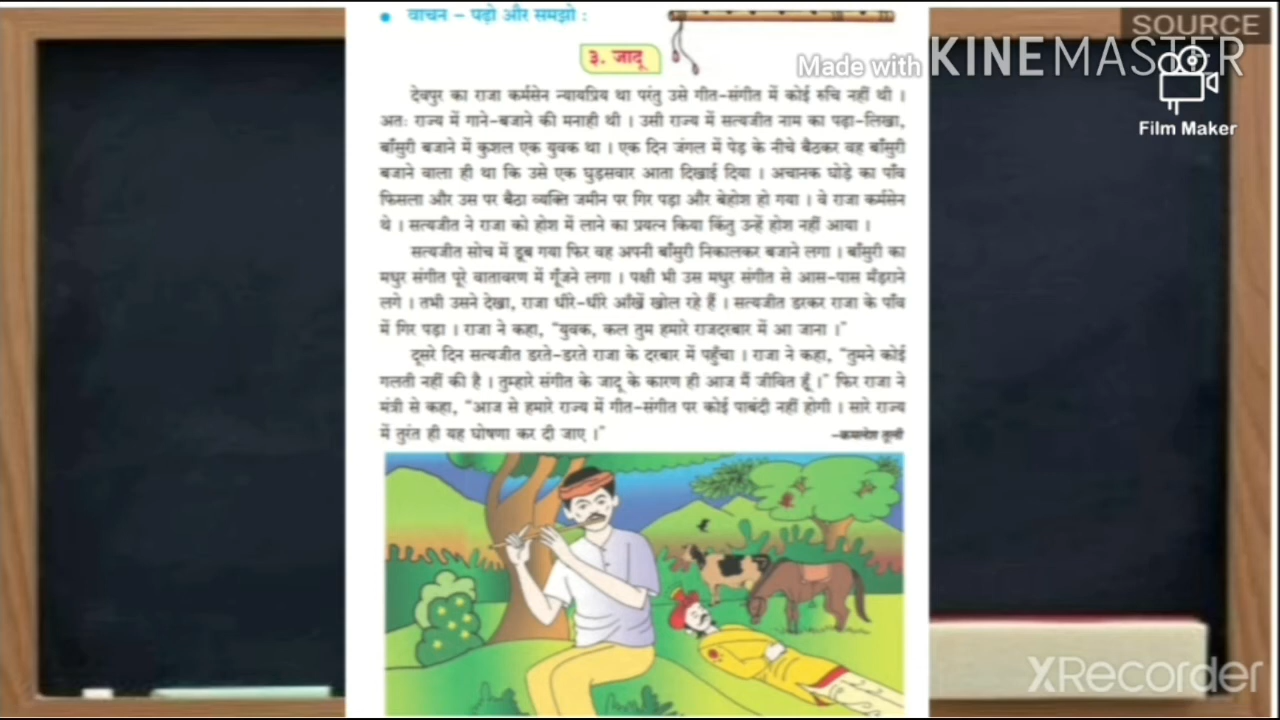 SOURCE
Made with KINEMASTER
Film Maker
• वाचन – पढ़ो और समझो :
३. जादू
देवपुर का राजा कर्मसेन न्यायप्रिय था परंतु उसे गीत-संगीत में कोई रुचि नहीं थी ।
अतः राज्य में गाने-बजाने की मनाही थी । उसी राज्य में सत्यजीत नाम का पढ़ा-लिखा,
बाँसुरी बजाने में कुशल एक युवक था । एक दिन जंगल में पेड़ के नीचे बैठकर वह बाँसुरी
बजाने वाला ही था कि उसे एक घुड़सवार आता दिखाई दिया । अचानक घोड़े का पाँव
फिसला और उस पर बैठा व्यक्ति जमीन पर गिर पड़ा और बेहोश हो गया । वे राजा कर्मसेन
थे । सत्यजीत ने राजा को होश में लाने का प्रयत्न किया किंतु उन्हें होश नहीं आया ।
सत्यजीत सोच में डूब गया फिर वह अपनी बाँसुरी निकालकर बजाने लगा । बाँसुरी का
मधुर संगीत पूरे वातावरण में गूँजने लगा । पक्षी भी उस मधुर संगीत से आस-पास मँड़राने
लगे । तभी उसने देखा, राजा धीरे-धीरे आँखें खोल रहे हैं । सत्यजीत डरकर राजा के पाँव
में गिर पड़ा । राजा ने कहा, “युवक, कल तुम हमारे राजदरबार में आ जाना ।”
दूसरे दिन सत्यजीत डरते-डरते राजा के दरबार में पहुँचा । राजा ने कहा, “तुमने कोई
गलती नहीं की है । तुम्हारे संगीत के जादू के कारण ही आज मैं जीवित हूँ ।” फिर राजा ने
मंत्री से कहा, “आज से हमारे राज्य में गीत-संगीत पर कोई पाबंदी नहीं होगी । सारे राज्य
में तुरंत ही यह घोषणा कर दी जाए ।”
–कमलेश तुली
XRecorder